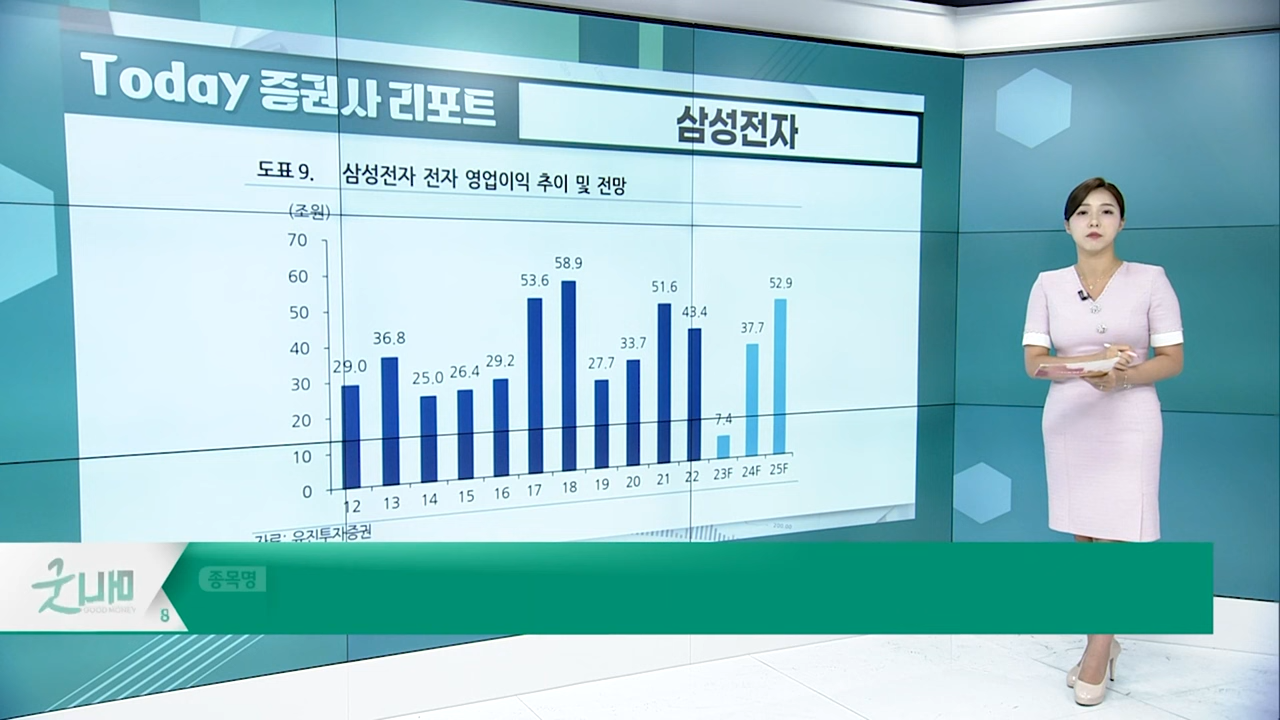 Today 증권사 리포트
삼성전자
도표 9. 삼성전자 전자 영업이익 추이 및 전망
(조원)
70
60
50
40
30
20
10
0
29.0 36.8 25.0 26.4 29.2 53.6 58.9 27.7 33.7 51.6 43.4 7.4 37.7 52.9
12 13 14 15 16 17 18 19 20 21 22 23F 24F 25F
자료: 유진투자증권
200.00
굿머니
GOOD MONEY
8
종목명